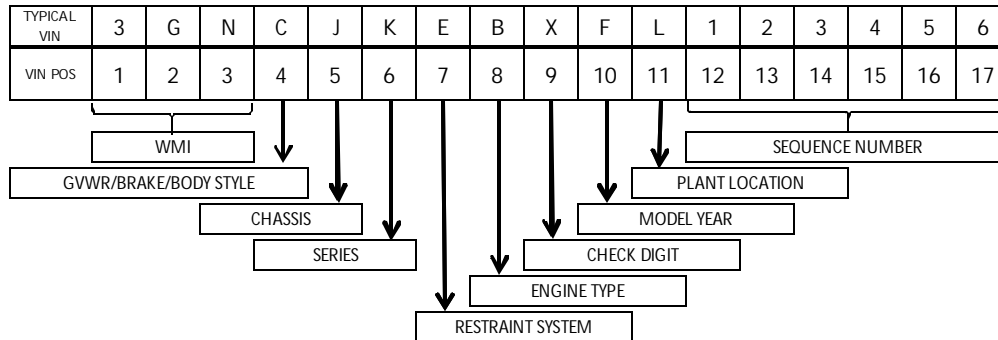 TYPICAL VIN 3 G N C J K E B X F L 1 2 3 4 5 6
VIN POS 1 2 3 4 5 6 7 8 9 10 11 12 13 14 15 16 17
WMI SEQUENCE NUMBER
GVWR/BRAKE/BODY STYLE PLANT LOCATION
CHASSIS MODEL YEAR
SERIES CHECK DIGIT
ENGINE TYPE
RESTRAINT SYSTEM